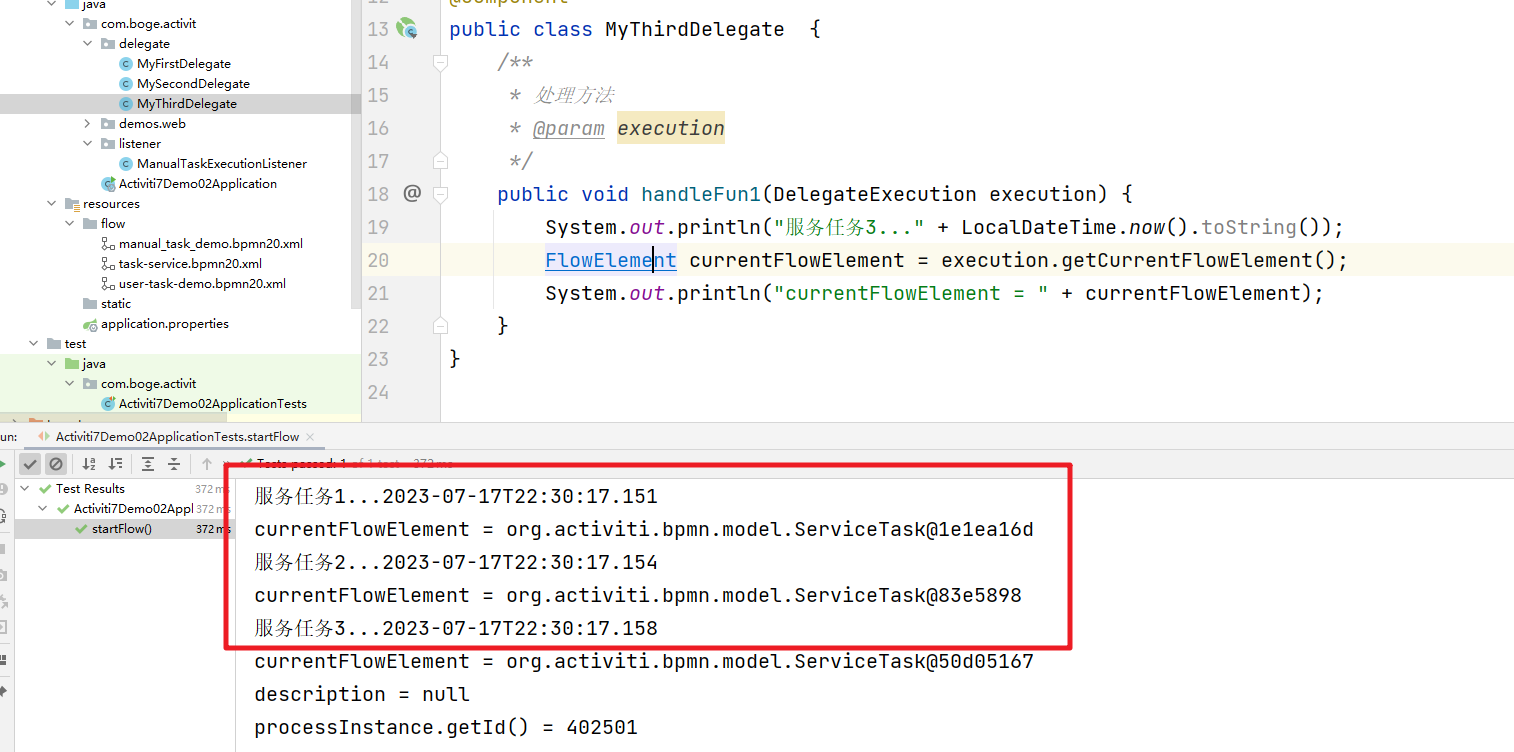 java
com.boge.activit
delegate
MyFirstDelegate
MySecondDelegate
MyThirdDelegate
demos.web
listener
ManualTaskExecutionListener
Activiti7Demo02Application
resources
flow
manual_task_demo.bpmn20.xml
task-service.bpmn20.xml
user-task-demo.bpmn20.xml
static
application.properties
test
java
com.boge.activit
Activiti7Demo02ApplicationTests
12 @Component
13 public class MyThirdDelegate {
14 /**
15 * 处理方法
16 * @param execution
17 */
18 @ public void handleFun1(DelegateExecution execution) {
19 System.out.println("服务任务3..." + LocalDateTime.now().toString());
20 FlowElement currentFlowElement = execution.getCurrentFlowElement();
21 System.out.println("currentFlowElement = " + currentFlowElement);
22 }
23 }
24
un: Activiti7Demo02ApplicationTests.startFlow ×
Tests passed: 1 of 1 test – 372 ms
Test Results 372 ms
Activiti7Demo02Appl 372 ms
startFlow() 372 ms
服务任务1...2023-07-17T22:30:17.151
currentFlowElement = org.activiti.bpmn.model.ServiceTask@1e1ea16d
服务任务2...2023-07-17T22:30:17.154
currentFlowElement = org.activiti.bpmn.model.ServiceTask@83e5898
服务任务3...2023-07-17T22:30:17.158
currentFlowElement = org.activiti.bpmn.model.ServiceTask@50d05167
description = null
processInstance.getId() = 402501